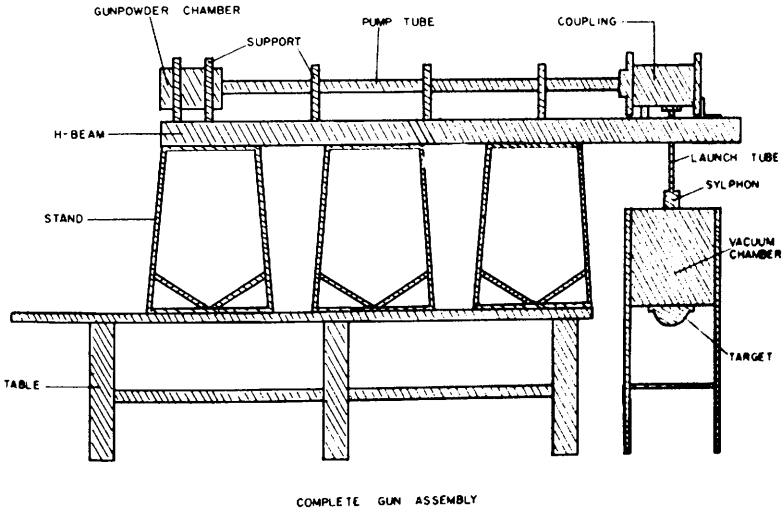 GUNPOWDER CHAMBER
SUPPORT
PUMP TUBE
COUPLING
H-BEAM
LAUNCH TUBE
SYLPHON
STAND
VACUUM
CHAMBER
TARGET
TABLE
COMPLETE GUN ASSEMBLY